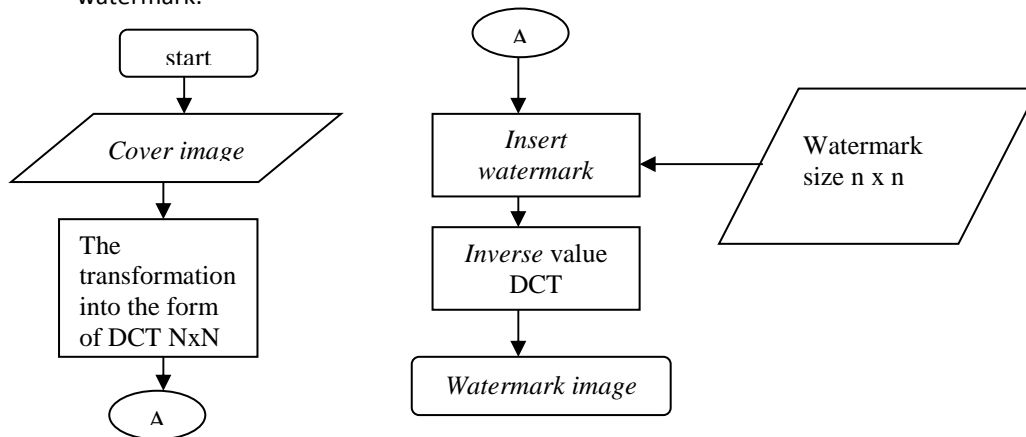 watermark.
start
Cover image
The
transformation
into the form
of DCT NxN
A
A
Insert
watermark
Watermark
size n x n
Inverse value
DCT
Watermark image